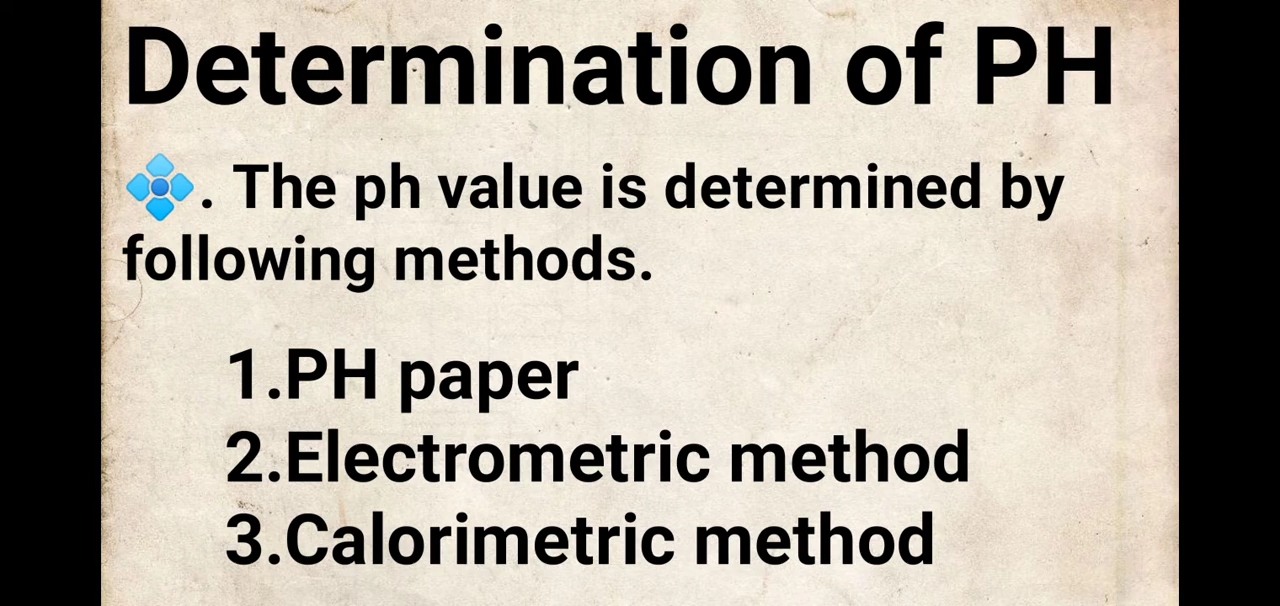 Determination of PH
💠. The ph value is determined by
following methods.
1.PH paper
2.Electrometric method
3.Calorimetric method